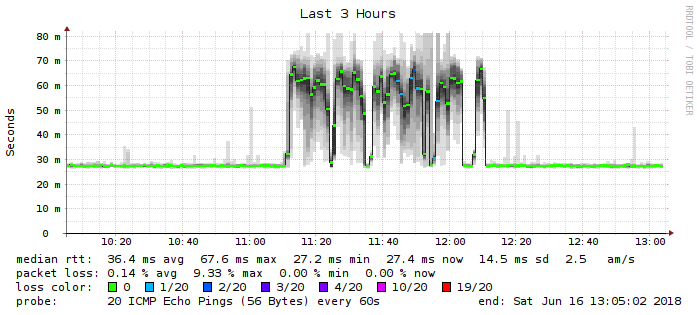 Last 3 Hours
RRDTOOL / TOBI OETIKER
Seconds
80 m
70 m
60 m
50 m
40 m
30 m
20 m
10 m
0
10:20 10:40 11:00 11:20 11:40 12:00 12:20 12:40 13:00
median rtt: 36.4 ms avg 67.6 ms max 27.2 ms min 27.4 ms now 14.5 ms sd 2.5 am/s
packet loss: 0.14 % avg 9.33 % max 0.00 % min 0.00 % now
loss color: 0 1/20 2/20 3/20 4/20 10/20 19/20
probe: 20 ICMP Echo Pings (56 Bytes) every 60s end: Sat Jun 16 13:05:02 2018